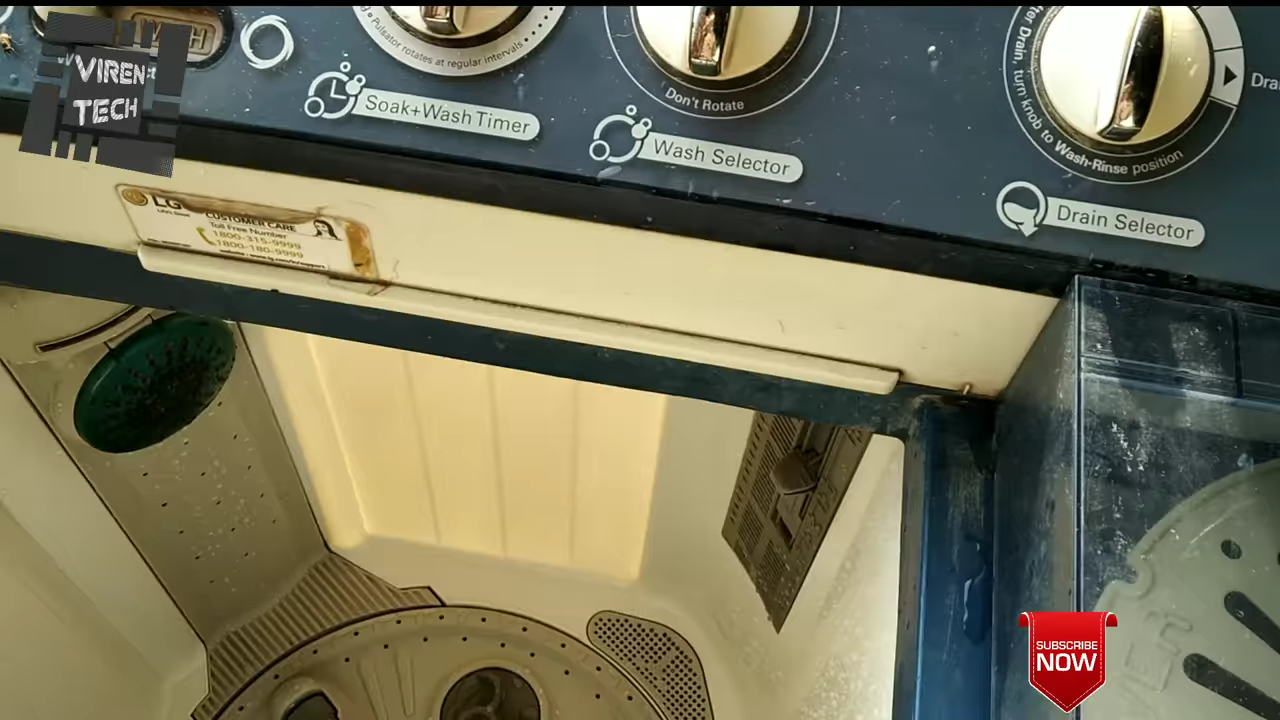 VIREN
TECH
Pulsator rotates at regular intervals
Soak+Wash Timer
Don't Rotate
Wash Selector
After Drain, turn knob to Wash-Rinse position
Drain Selector
LG
Life's Good
CUSTOMER CARE
Toll Free Number
1800-315-9999
1800-180-9999
SUBSCRIBE
NOW